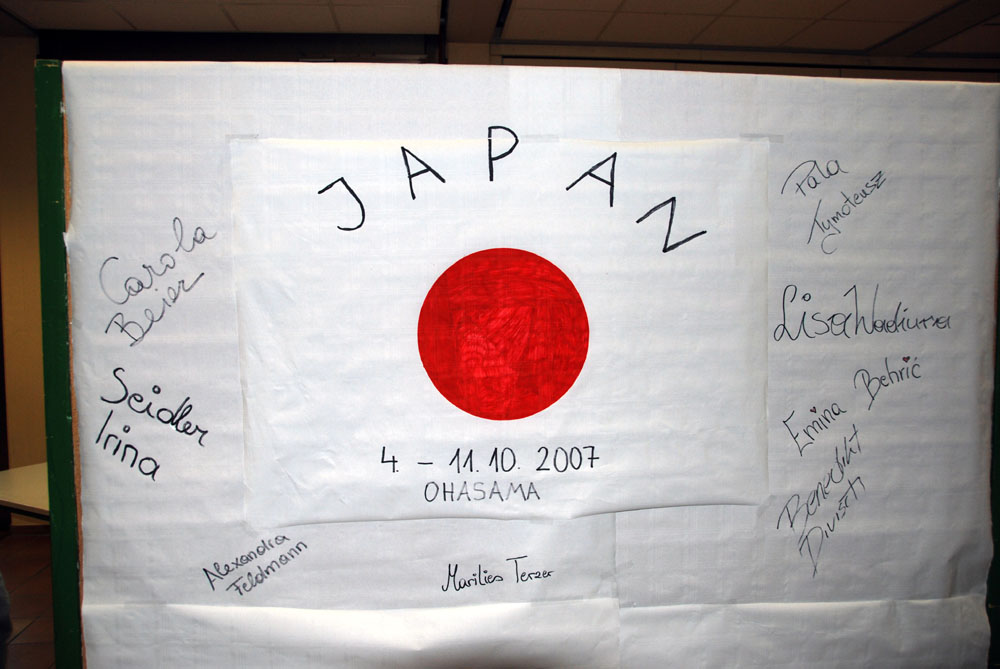 JAPAN
4. - 11.10. 2007
OHASAMA
Carola
Beier
Seidler
Irina
Alexandra
Feldmann
Marilies Terzer
Pala
Tymoteusz
Lisa
Emina Behrić
Benedikt